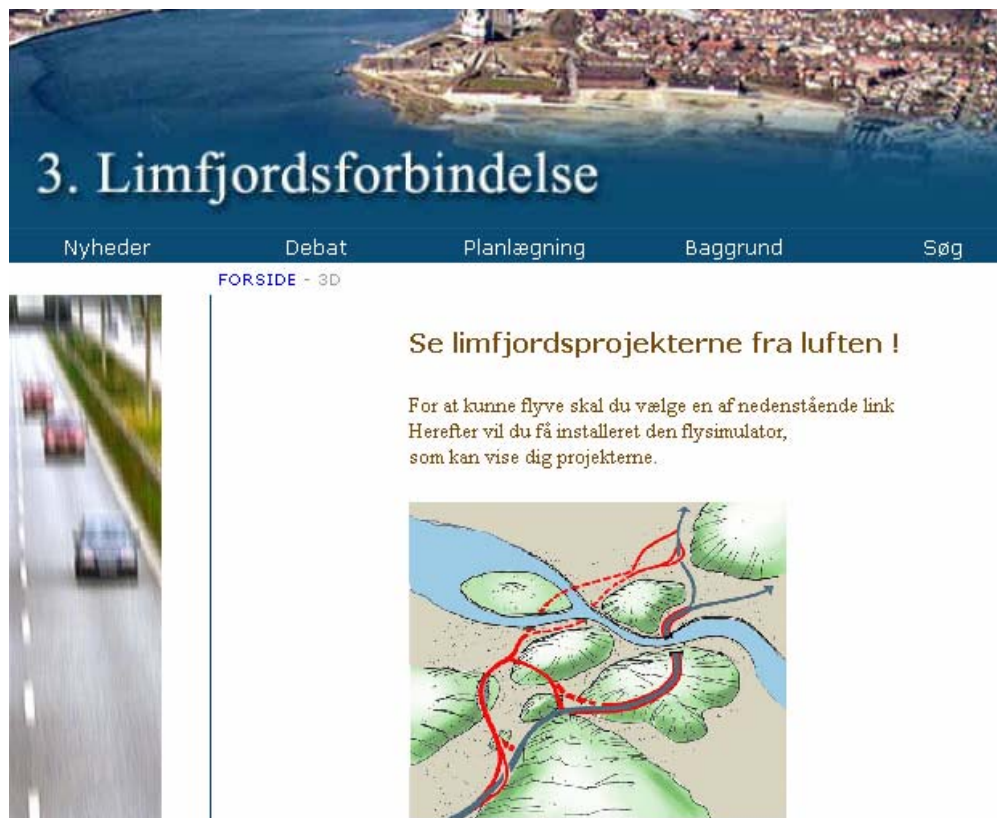 3. Limfjordsforbindelse
Nyheder Debat Planlægning Baggrund Søg
FORSIDE - 3D
Se limfjordsprojekterne fra luften !
For at kunne flyve skal du vælge en af nedenstående link
Herefter vil du få installeret den flysimulator,
som kan vise dig projekterne.